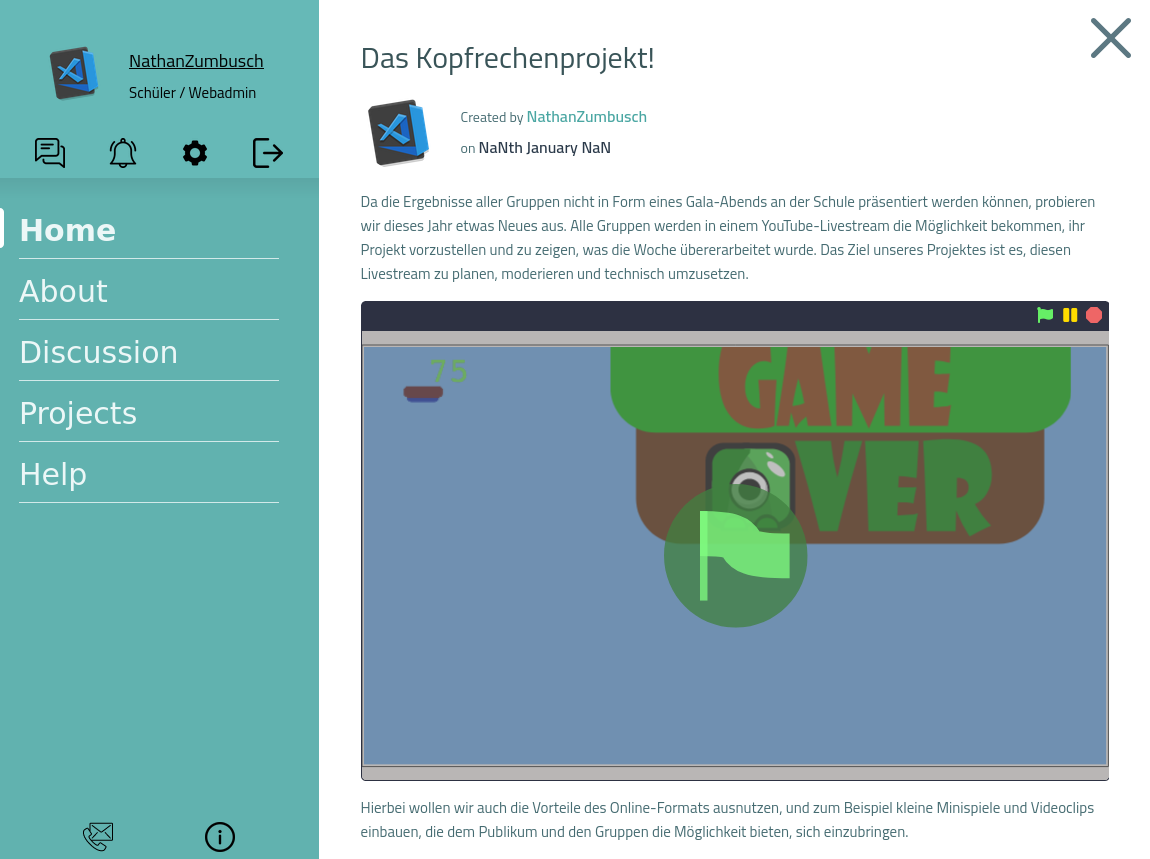 NathanZumbusch
Schüler / Webadmin
Home
About
Discussion
Projects
Help
Das Kopfrechenprojekt!
Created by NathanZumbusch
on NaNth January NaN
Da die Ergebnisse aller Gruppen nicht in Form eines Gala-Abends an der Schule präsentiert werden können, probieren
wir dieses Jahr etwas Neues aus. Alle Gruppen werden in einem YouTube-Livestream die Möglichkeit bekommen, ihr
Projekt vorzustellen und zu zeigen, was die Woche übererarbeitet wurde. Das Ziel unseres Projektes ist es, diesen
Livestream zu planen, moderieren und technisch umzusetzen.
75
GAME
OVER
Hierbei wollen wir auch die Vorteile des Online-Formats ausnutzen, und zum Beispiel kleine Minispiele und Videoclips
einbauen, die dem Publikum und den Gruppen die Möglichkeit bieten, sich einzubringen.